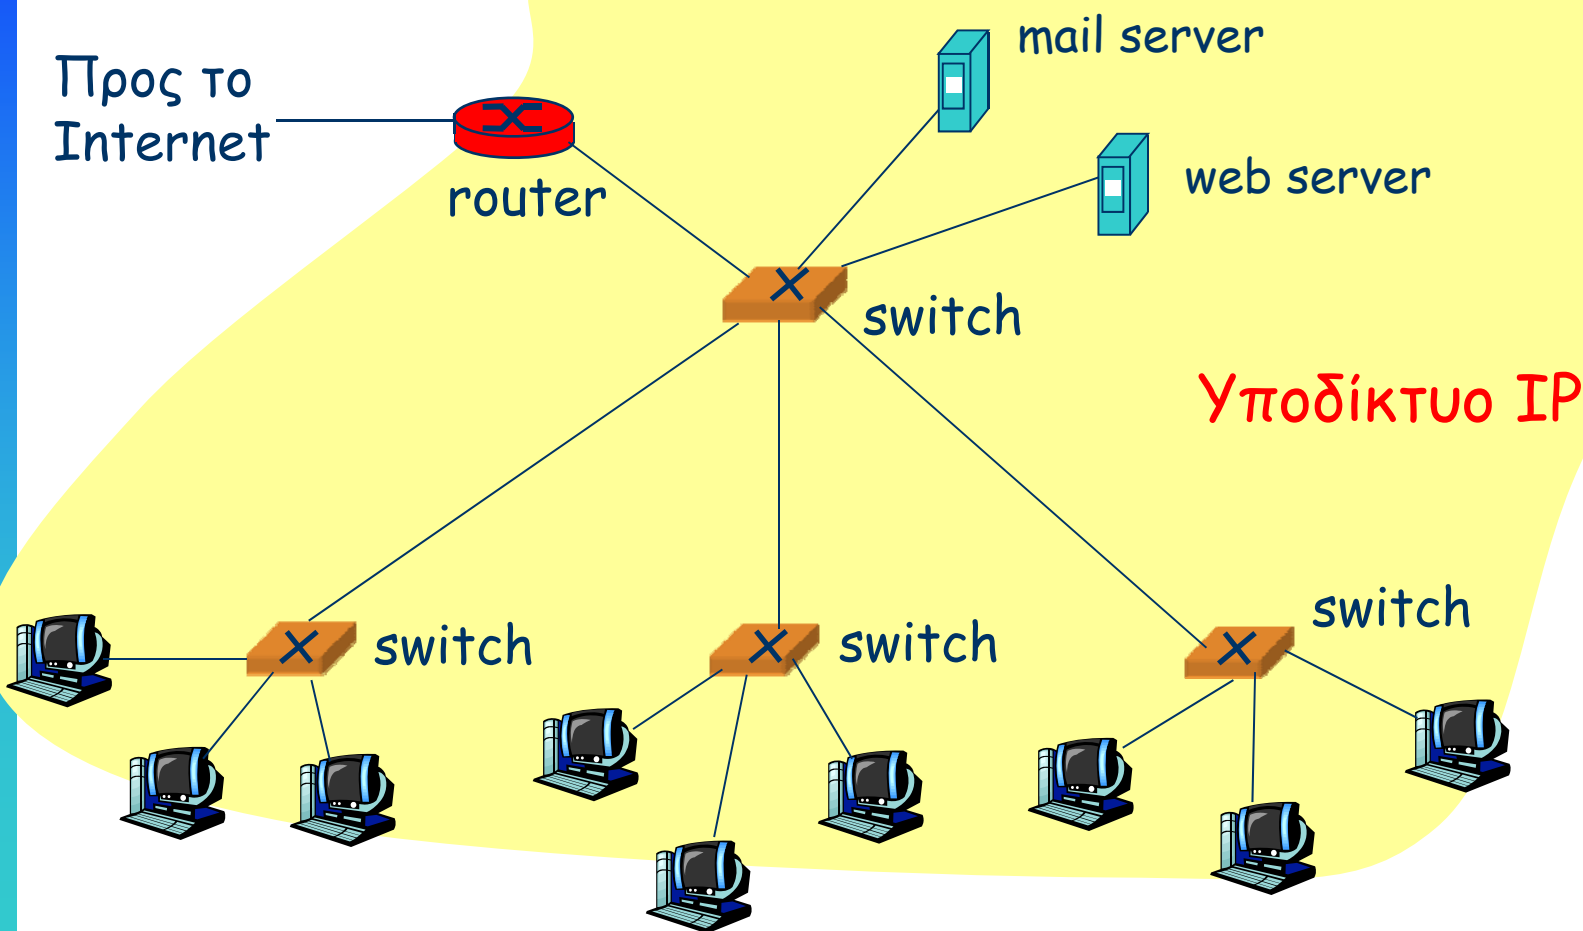 mail server
Προς το
Internet
router
web server
switch
Υποδίκτυο IP
switch
switch
switch